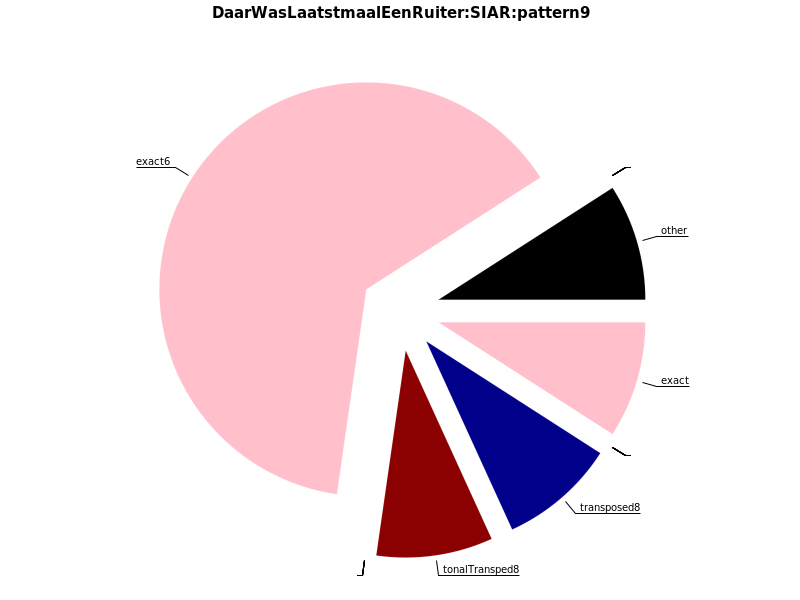 DaarWasLaatstmaalEenRuiter:SIAR:pattern9
exact6
other
exact
transposed8
tonalTransped8